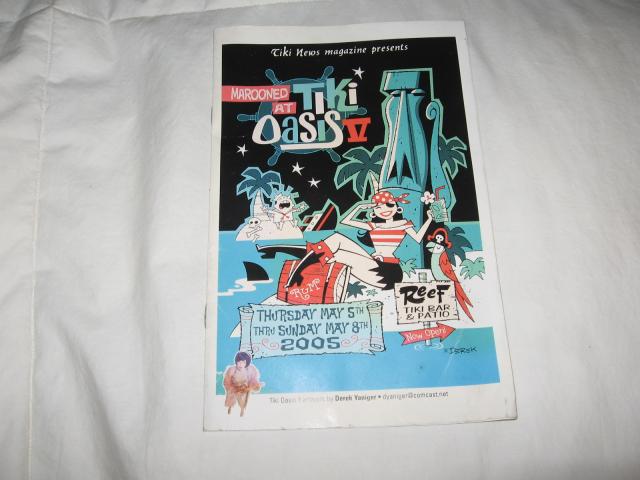 Tiki News magazine presents
MAROONED
AT
Tiki
Oasis V
RUM
REEF
TIKI BAR
& PATIO
Now Open!
THURSDAY MAY 5TH
THRU SUNDAY MAY 8TH
2005
DEREK
Tiki Oasis V artwork by Derek Yaniger • dyaniger@comcast.net